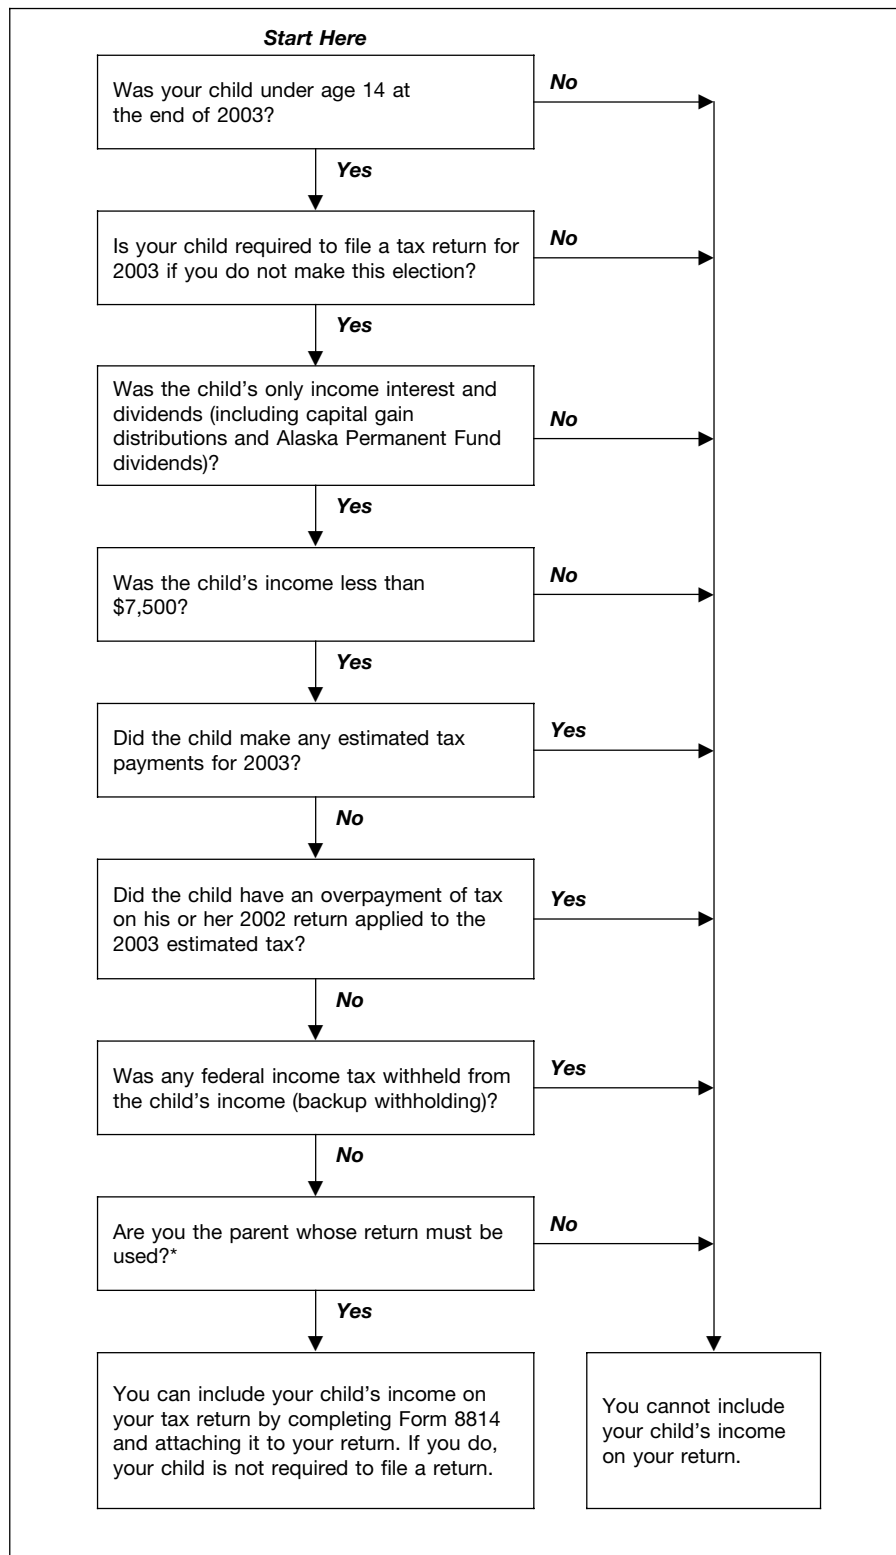 Start Here
Was your child under age 14 at
the end of 2003?
No
Yes
Is your child required to file a tax return for
2003 if you do not make this election?
No
Yes
Was the child’s only income interest and
dividends (including capital gain
distributions and Alaska Permanent Fund
dividends)?
No
Yes
Was the child’s income less than
$7,500?
No
Yes
Did the child make any estimated tax
payments for 2003?
Yes
No
Did the child have an overpayment of tax
on his or her 2002 return applied to the
2003 estimated tax?
Yes
No
Was any federal income tax withheld from
the child’s income (backup withholding)?
Yes
No
Are you the parent whose return must be
used?*
No
Yes
You can include your child’s income on
your tax return by completing Form 8814
and attaching it to your return. If you do,
your child is not required to file a return.
You cannot include
your child’s income
on your return.